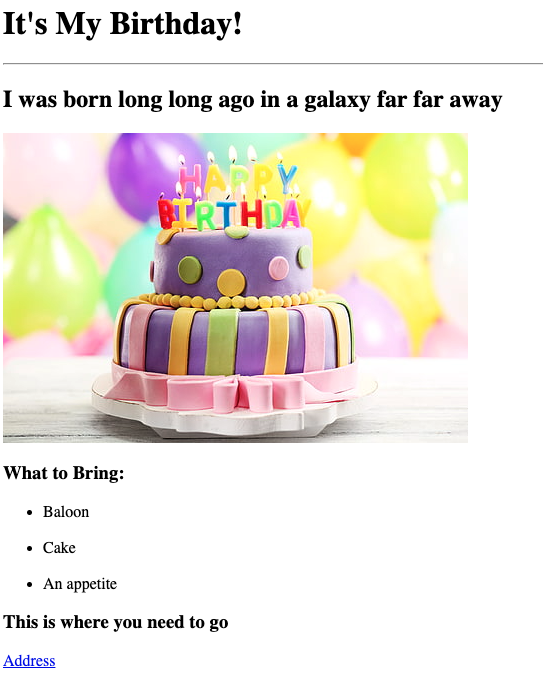 It's My Birthday!
I was born long long ago in a galaxy far far away
HAPPY
BIRTHDAY
What to Bring:
Baloon
Cake
An appetite
This is where you need to go
Address